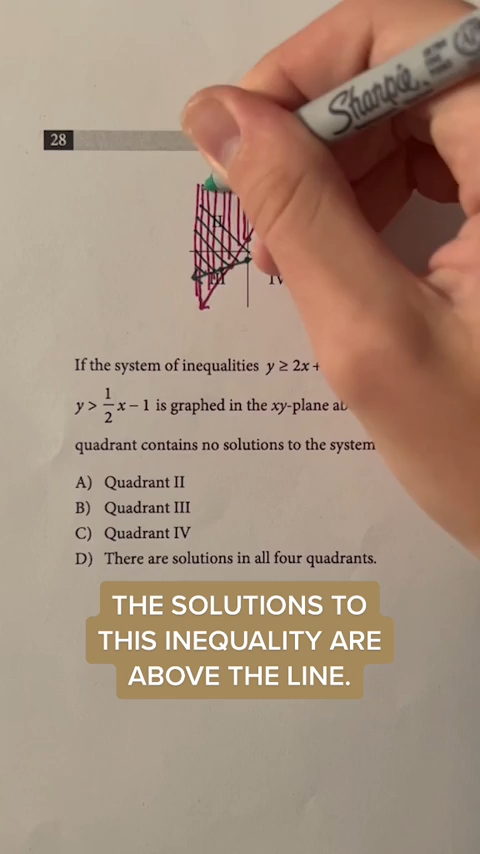 28
Sharpie
II
III
IV
If the system of inequalities y ≥ 2x +
y > 1/2 x − 1 is graphed in the xy-plane ab
quadrant contains no solutions to the system
A) Quadrant II
B) Quadrant III
C) Quadrant IV
D) There are solutions in all four quadrants.
THE SOLUTIONS TO
THIS INEQUALITY ARE
ABOVE THE LINE.